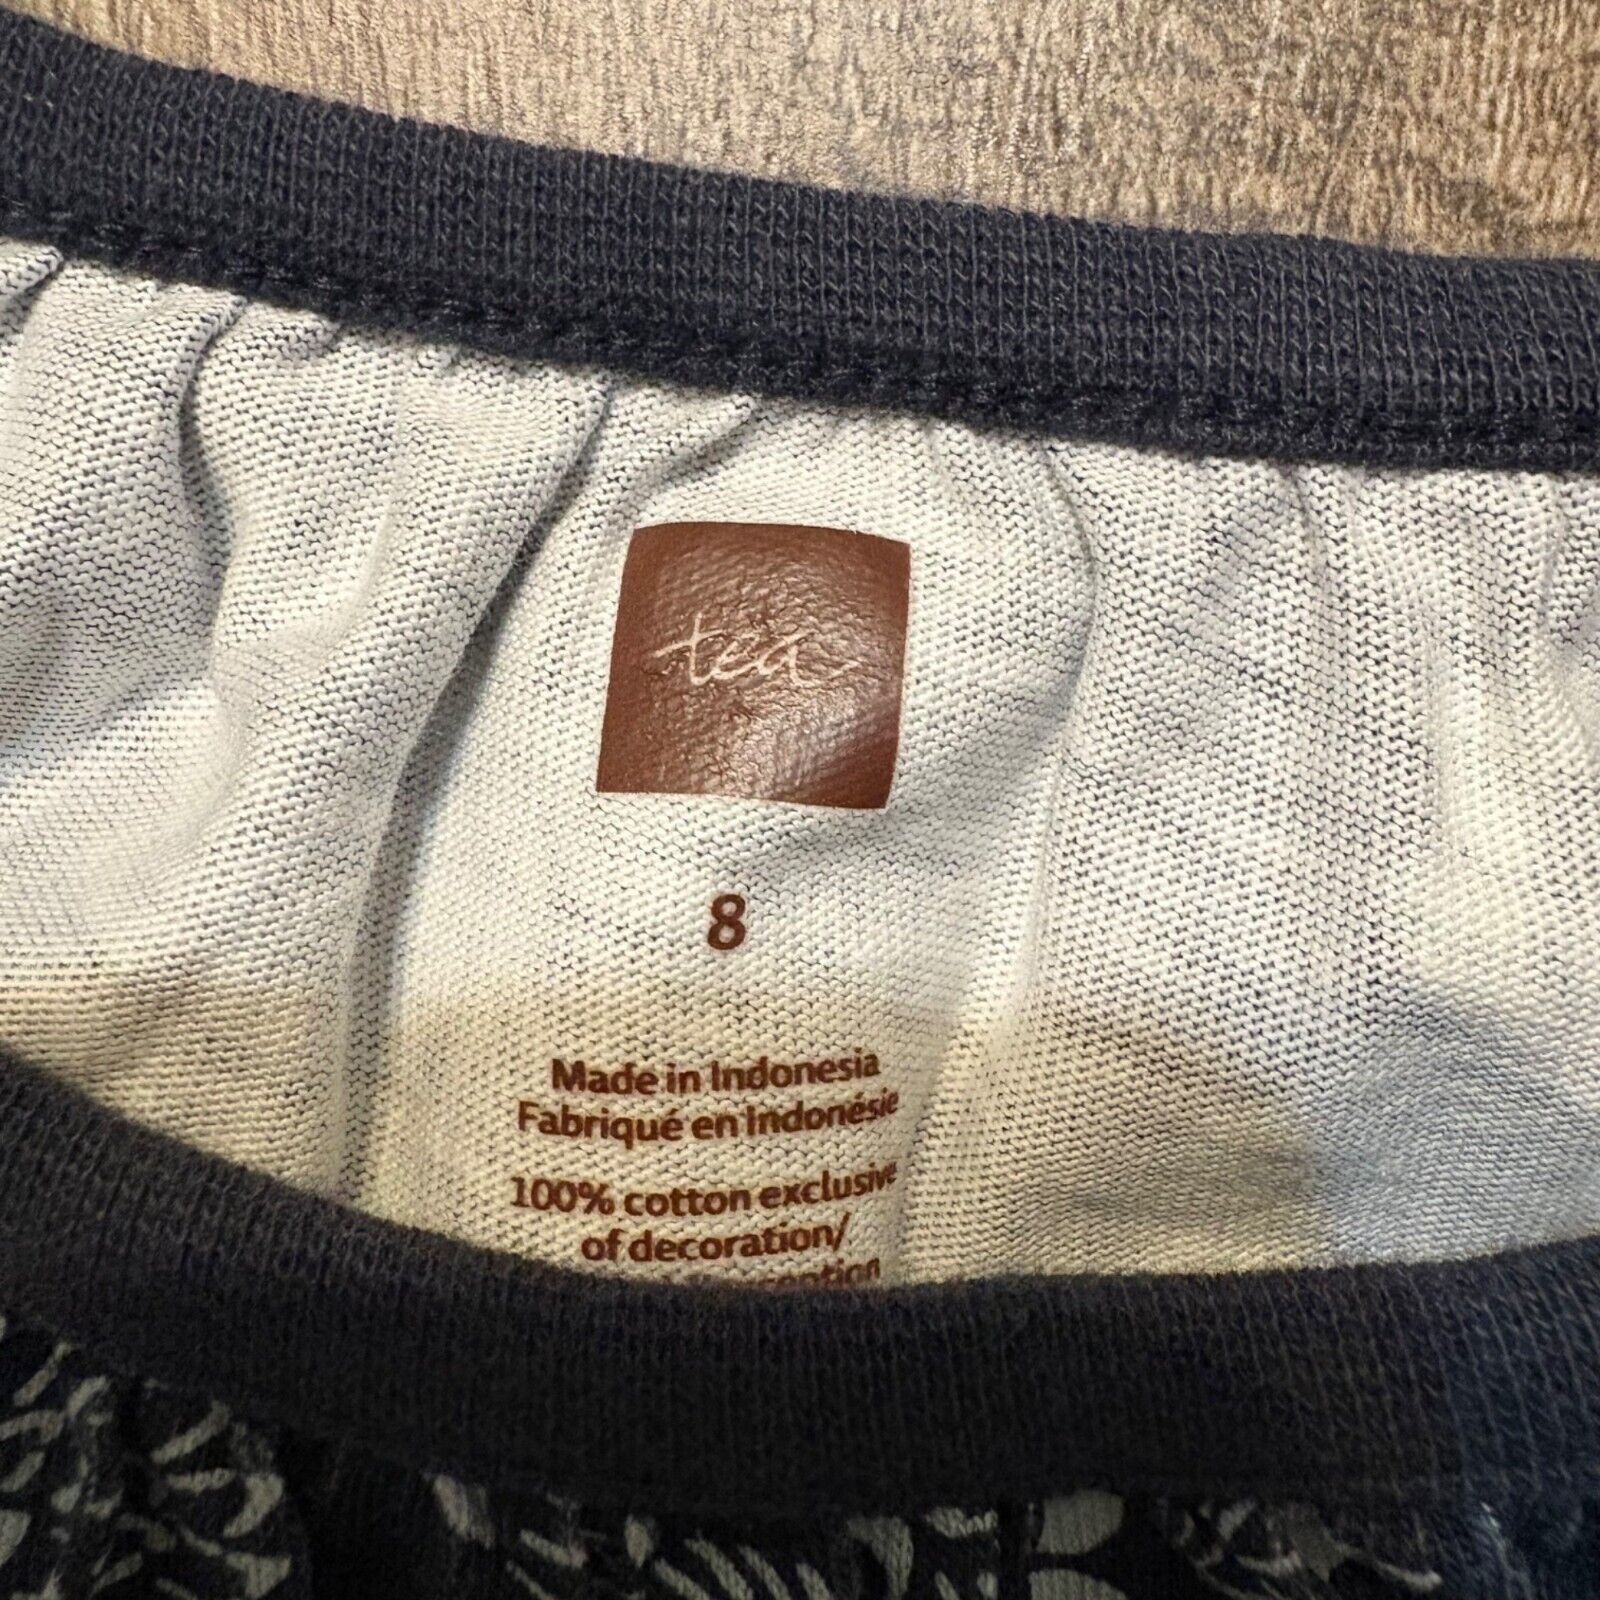 tea
8
Made in Indonesia
Fabriqué en Indonésie
100% cotton exclusive
of decoration/